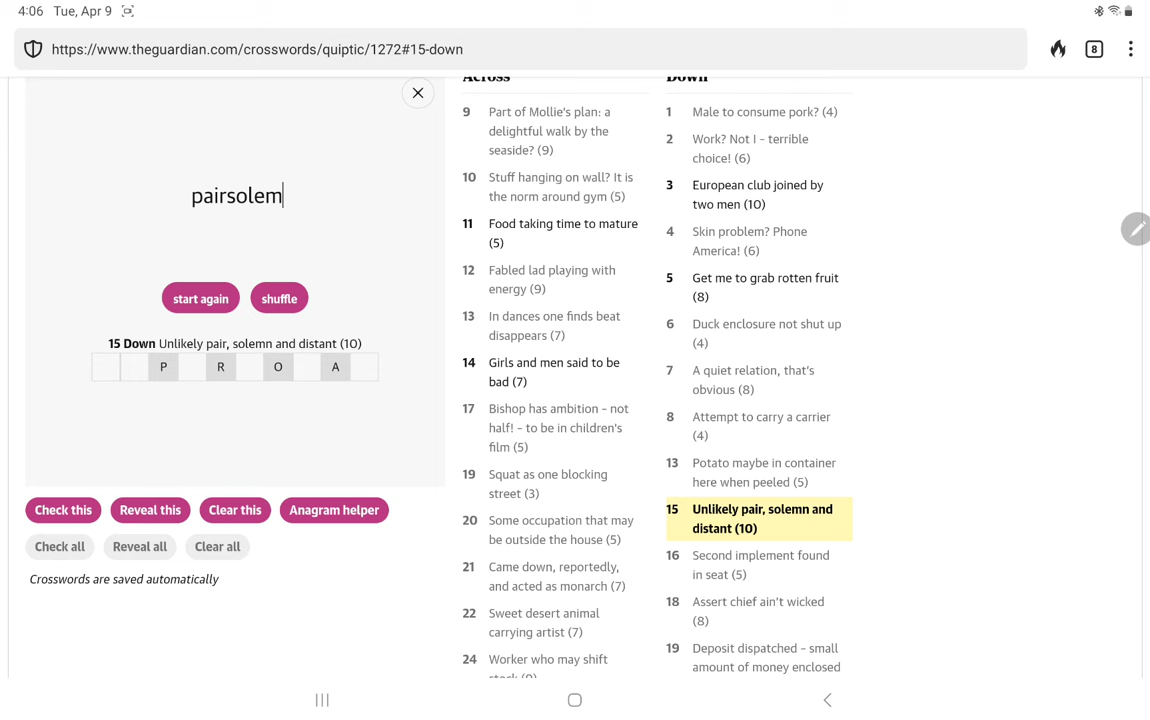 4:06 Tue, Apr 9
https://www.theguardian.com/crosswords/quiptic/1272#15-down
8
pairsolem
start again
shuffle
15 Down Unlikely pair, solemn and distant (10)
P R O A
Check this
Reveal this
Clear this
Anagram helper
Check all
Reveal all
Clear all
Crosswords are saved automatically
Across
9 Part of Mollie's plan: a
delightful walk by the
seaside? (9)
10 Stuff hanging on wall? It is
the norm around gym (5)
11 Food taking time to mature
(5)
12 Fabled lad playing with
energy (9)
13 In dances one finds beat
disappears (7)
14 Girls and men said to be
bad (7)
17 Bishop has ambition – not
half! – to be in children's
film (5)
19 Squat as one blocking
street (3)
20 Some occupation that may
be outside the house (5)
21 Came down, reportedly,
and acted as monarch (7)
22 Sweet desert animal
carrying artist (7)
24 Worker who may shift
stock (9)
Down
1 Male to consume pork? (4)
2 Work? Not I – terrible
choice! (6)
3 European club joined by
two men (10)
4 Skin problem? Phone
America! (6)
5 Get me to grab rotten fruit
(8)
6 Duck enclosure not shut up
(4)
7 A quiet relation, that's
obvious (8)
8 Attempt to carry a carrier
(4)
13 Potato maybe in container
here when peeled (5)
15 Unlikely pair, solemn and
distant (10)
16 Second implement found
in seat (5)
18 Assert chief ain't wicked
(8)
19 Deposit dispatched – small
amount of money enclosed